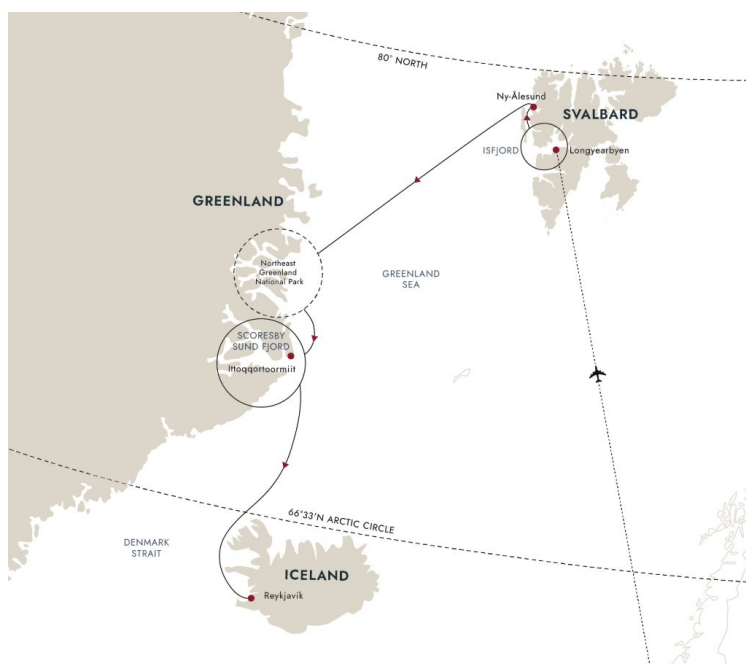 80° NORTH
Ny-Ålesund
SVALBARD
ISFJORD
Longyearbyen
GREENLAND
Northeast
Greenland
National Park
GREENLAND
SEA
SCORESBY
SUND FJORD
Ittoqqortoormiit
66°33'N ARCTIC CIRCLE
DENMARK
STRAIT
ICELAND
Reykjavík